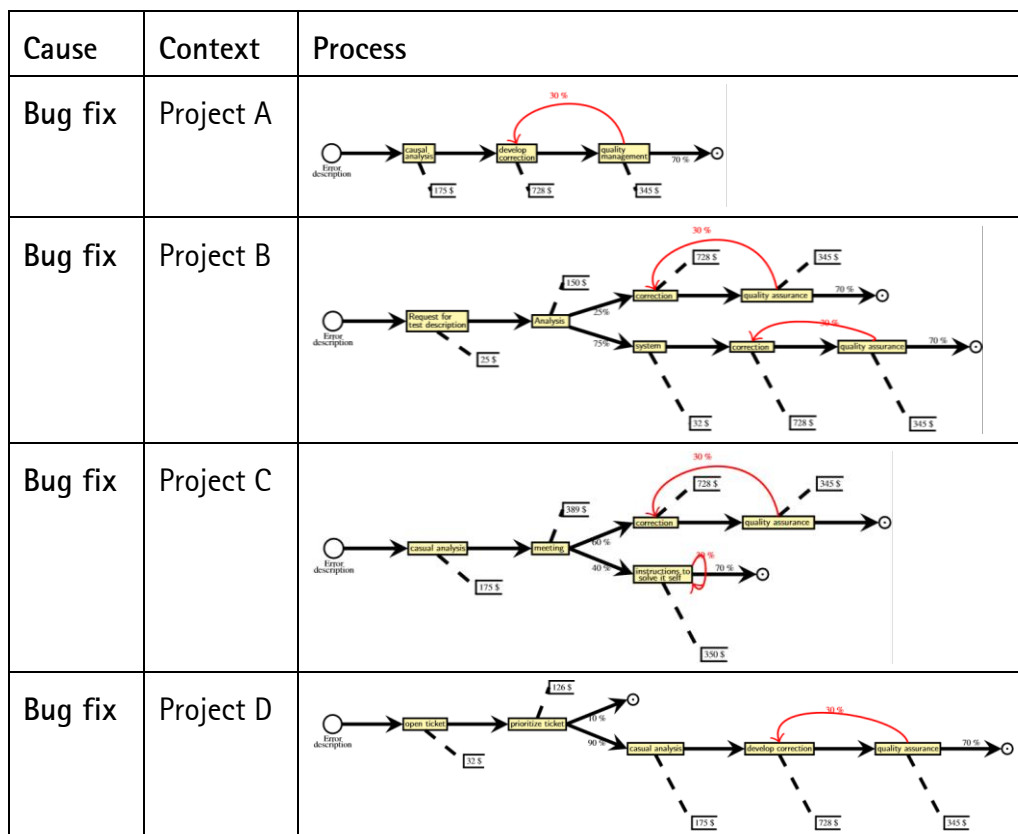 Cause Context Process
Bug fix Project A
30 %
causal
analysis
develop
correction
quality
management
70 %
Error
description
175 $ 728 $ 345 $
Bug fix Project B
30 %
728 $ 345 $
150 $
correction quality assurance 70 %
25%
Request for
test description
Analysis
Error
description
75%
30 %
system correction quality assurance 70 %
25 $
32 $ 728 $ 345 $
Bug fix Project C
30 %
728 $ 345 $
389 $
correction quality assurance
60 %
casual analysis meeting
Error
description
40 %
30%
instructions to
solve it self
70 %
175 $
350 $
Bug fix Project D
126 $
10 %
open ticket prioritize ticket
Error
description
30%
90 %
casual analysis develop correction quality assurance 70 %
32 $
175 $ 728 $ 345 $